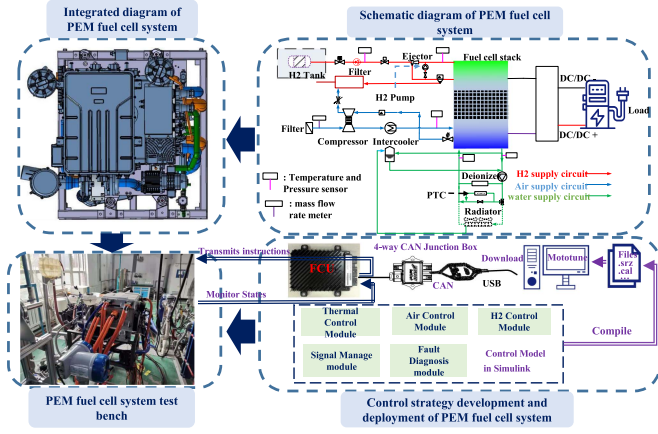 Integrated diagram of
PEM fuel cell system
Schematic diagram of PEM fuel cell
system
H2 Tank
Filter
Ejector
Fuel cell stack
H2 Pump
DC/DC -
DC/DC +
Load
Filter
Compressor
Intercooler
Deionizer
PTC
Radiator
: Temperature and
Pressure sensor
: mass flow
rate meter
H2 supply circuit
Air supply circuit
water supply circuit
Transmits instructions
Monitor States
FCU
4-way CAN Junction Box
CAN
USB
Download
Mototune
Files
.srz
.cal
...
Compile
Thermal
Control Module
Air Control
Module
H2 Control
Module
Signal Manage
module
Fault
Diagnosis
module
Control Model
in Simulink
PEM fuel cell system test
bench
Control strategy development and
deployment of PEM fuel cell system